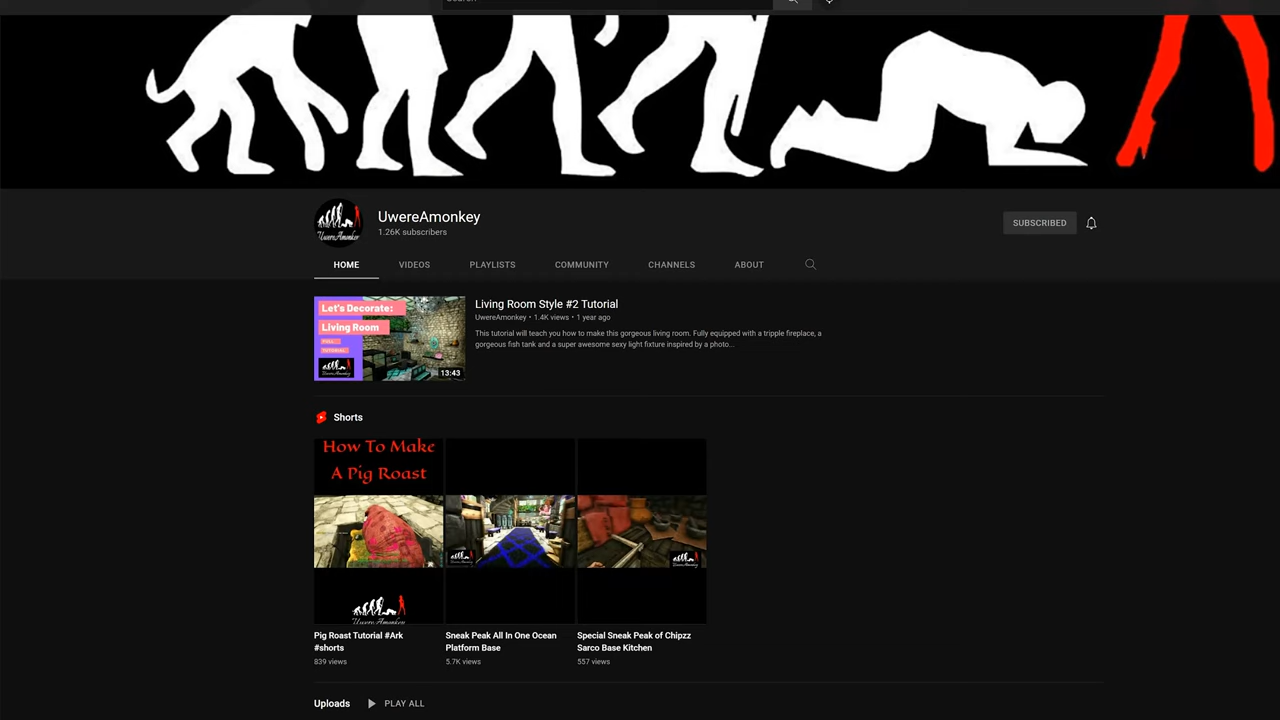 UwereAmonkey
1.26K subscribers
SUBSCRIBED
HOME VIDEOS PLAYLISTS COMMUNITY CHANNELS ABOUT
Let's Decorate:
Living Room
13:43
Living Room Style #2 Tutorial
UwereAmonkey • 1.4K views • 1 year ago
This tutorial will teach you how to make this gorgeous living room. Fully equipped with a tripple fireplace, a
gorgeous fish tank and a super awesome sexy light fixture inspired by a photo...
Shorts
How To Make
A Pig Roast
UwereAmonkey
Pig Roast Tutorial #Ark
#shorts
839 views
Sneak Peak All In One Ocean
Platform Base
5.7K views
Special Sneak Peak of Chipzz
Sarco Base Kitchen
557 views
Uploads PLAY ALL